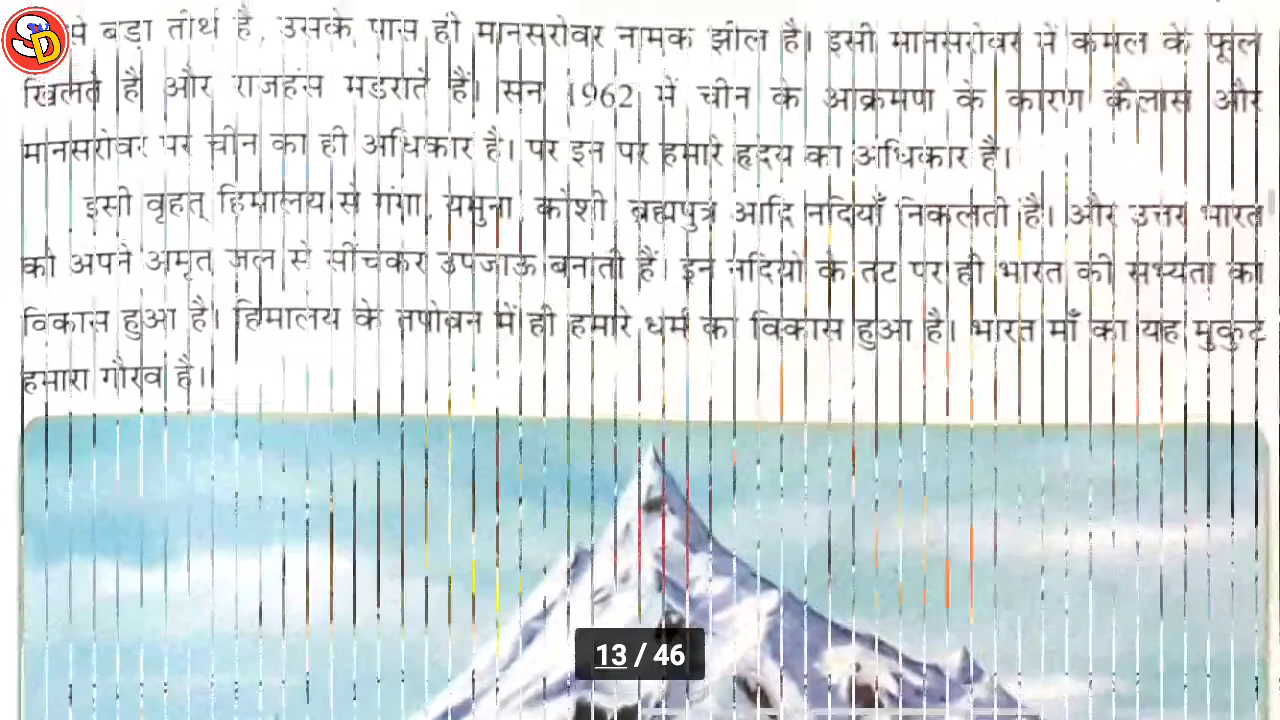 से बड़ा तीर्थ है, उसके पास ही मानसरोवर नामक झील है। इसी मानसरोवर में कमल के फूल
खिलते है और राजहंस मडराते हैं। सन 1962 में चीन के आक्रमण के कारण कैलास और
मानसरोवर पर चीन का ही अधिकार है। पर इन पर हमारे हृदय का अधिकार है।
इसी वृहत् हिमालय से गंगा, यमुना, कोशी, ब्रह्मपुत्र आदि नदियाँ निकलती है। और उत्तर भारत
को अपने अमृत जल से सींचकर उपजाऊ बनाती हैं। इन नदियों के तट पर ही भारत की सभ्यता का
विकास हुआ है। हिमालय के तपोवन में ही हमारे धर्म का विकास हुआ है। भारत माँ का यह मुकुट
हमारा गौरव है।।
SD
13 / 46